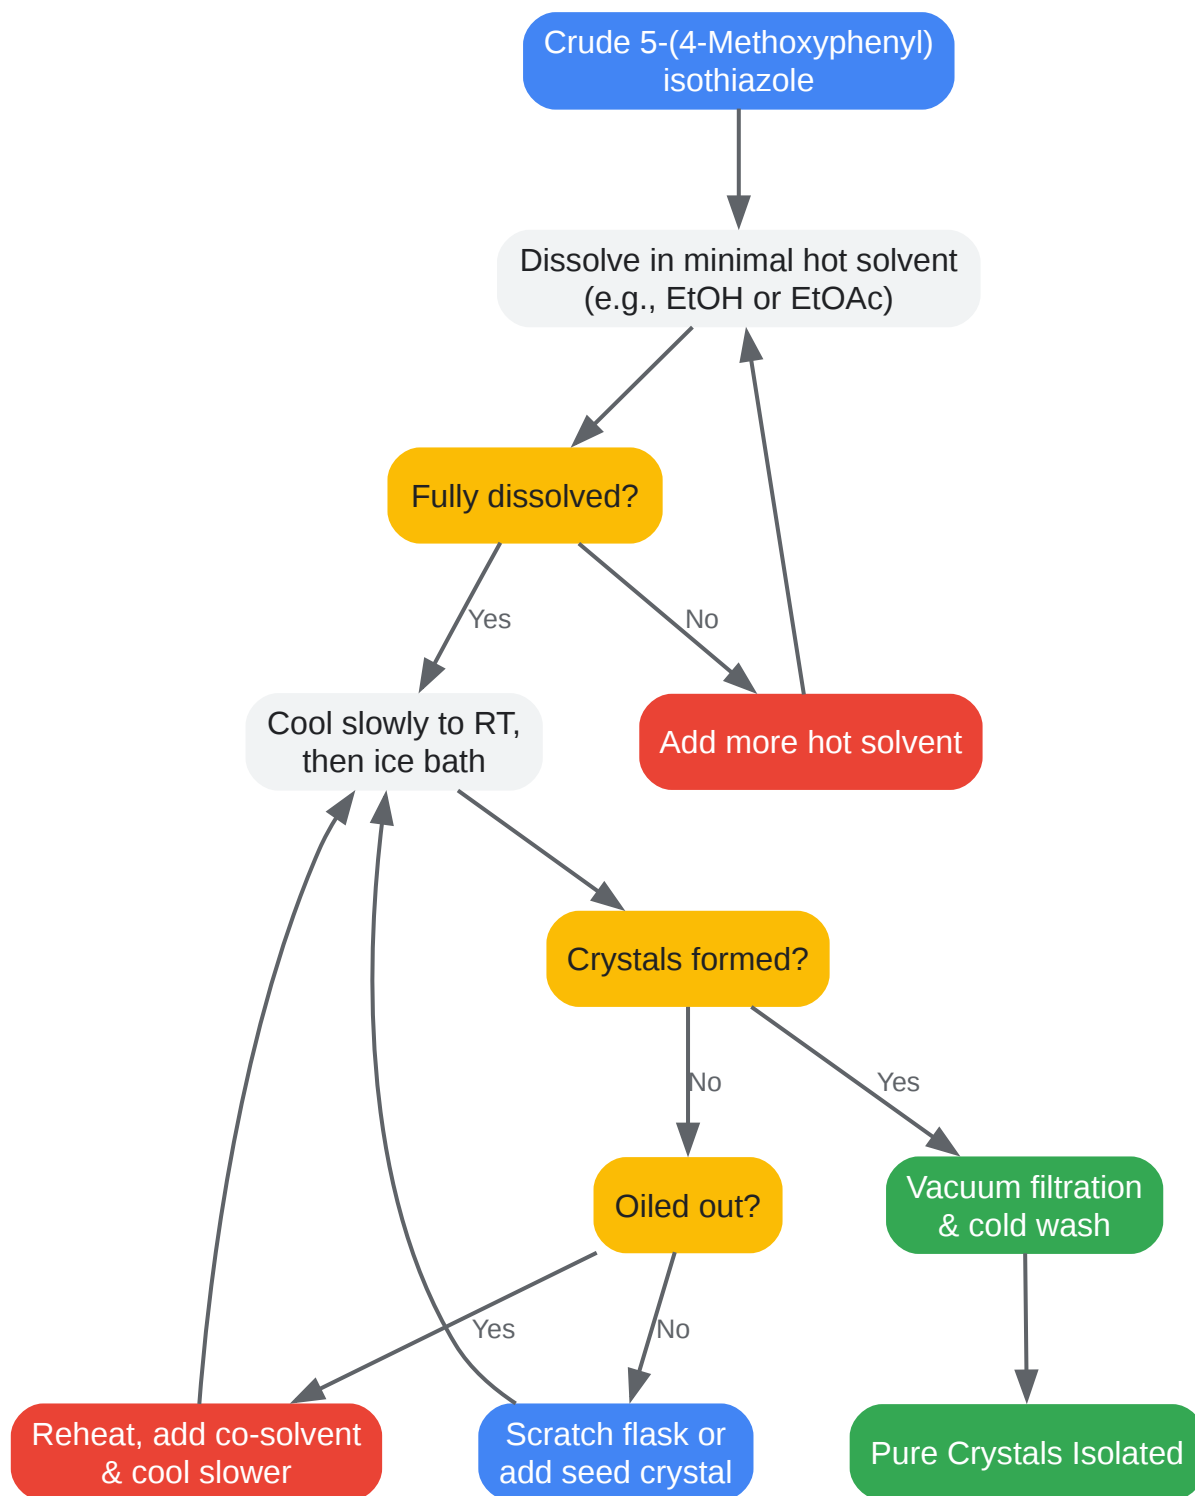 Crude 5-(4-Methoxyphenyl)
isothiazole
Dissolve in minimal hot solvent
(e.g., EtOH or EtOAc)
Fully dissolved?
Yes
No
Cool slowly to RT,
then ice bath
Add more hot solvent
Crystals formed?
No
Yes
Oiled out?
Vacuum filtration
& cold wash
Yes
No
Reheat, add co-solvent
& cool slower
Scratch flask or
add seed crystal
Pure Crystals Isolated